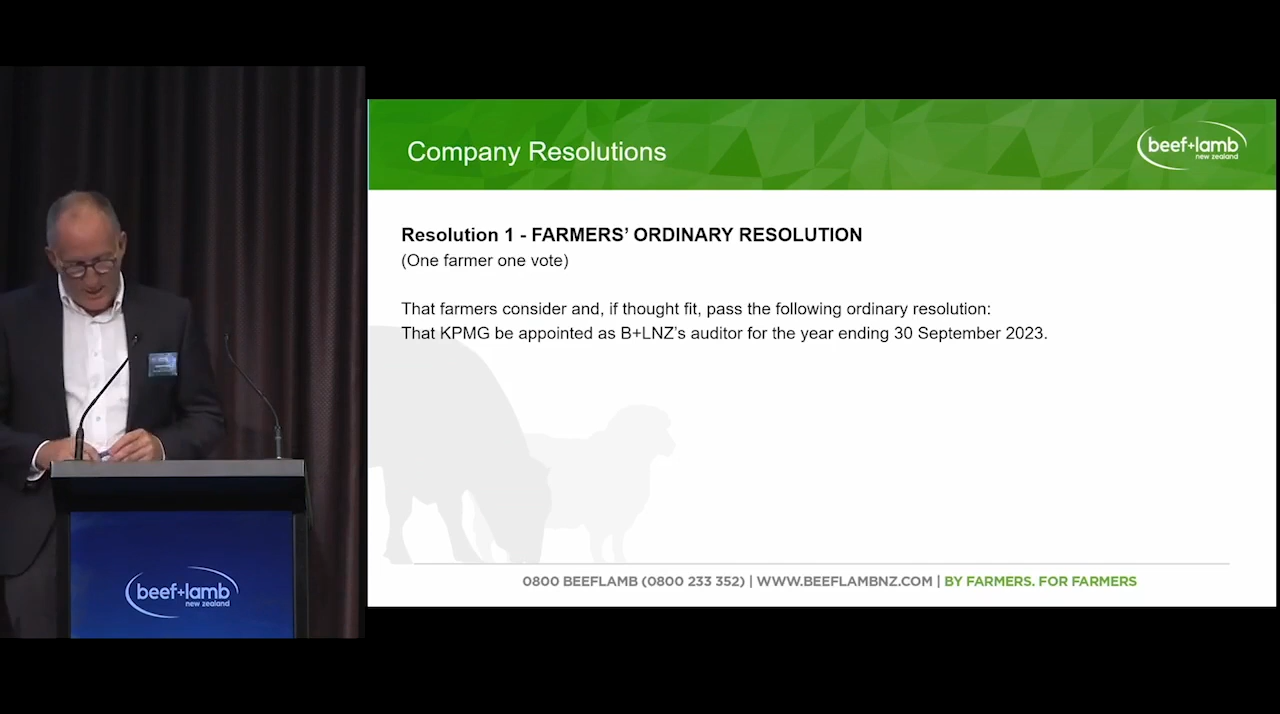 Company Resolutions
beef+lamb
new zealand
Resolution 1 - FARMERS’ ORDINARY RESOLUTION
(One farmer one vote)
That farmers consider and, if thought fit, pass the following ordinary resolution:
That KPMG be appointed as B+LNZ’s auditor for the year ending 30 September 2023.
0800 BEEFLAMB (0800 233 352) | WWW.BEEFLAMBNZ.COM | BY FARMERS. FOR FARMERS
beef+lamb
new zealand